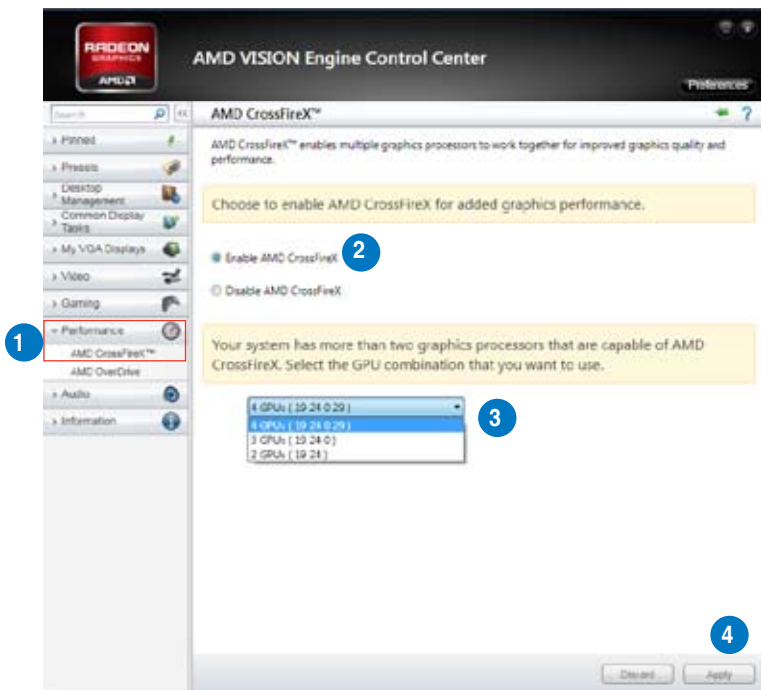 RADEON
GRAPHICS
AMD
AMD VISION Engine Control Center
Preferences
Search
AMD CrossFireX™
Pinned
AMD CrossFireX™ enables multiple graphics processors to work together for improved graphics quality and
performance.
Presets
Desktop
Management
Choose to enable AMD CrossFireX for added graphics performance.
Common Display
Tasks
My VGA Displays
Enable AMD CrossFireX
2
Video
Disable AMD CrossFireX
Gaming
1
Performance
AMD CrossFireX™
AMD OverDrive
Your system has more than two graphics processors that are capable of AMD
CrossFireX. Select the GPU combination that you want to use.
Audio
Information
4 GPUs ( 19 24 0 29 )
4 GPUs ( 19 24 0 29 )
3 GPUs ( 19 24 0 )
2 GPUs ( 19 24 )
3
4
Discard
Apply